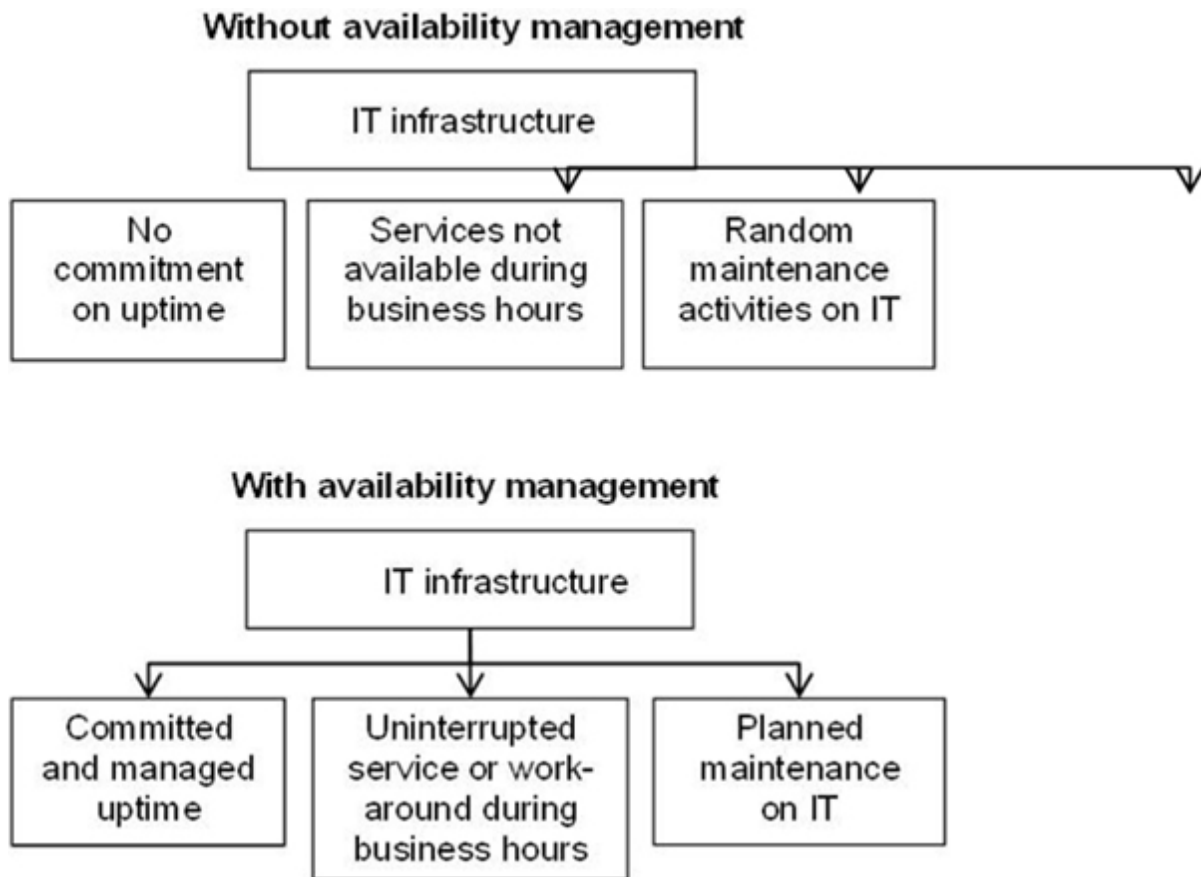 Without availability management
IT infrastructure
No
commitment
on uptime
Services not
available during
business hours
Random
maintenance
activities on IT
With availability management
IT infrastructure
Committed
and managed
uptime
Uninterrupted
service or work-
around during
business hours
Planned
maintenance
on IT